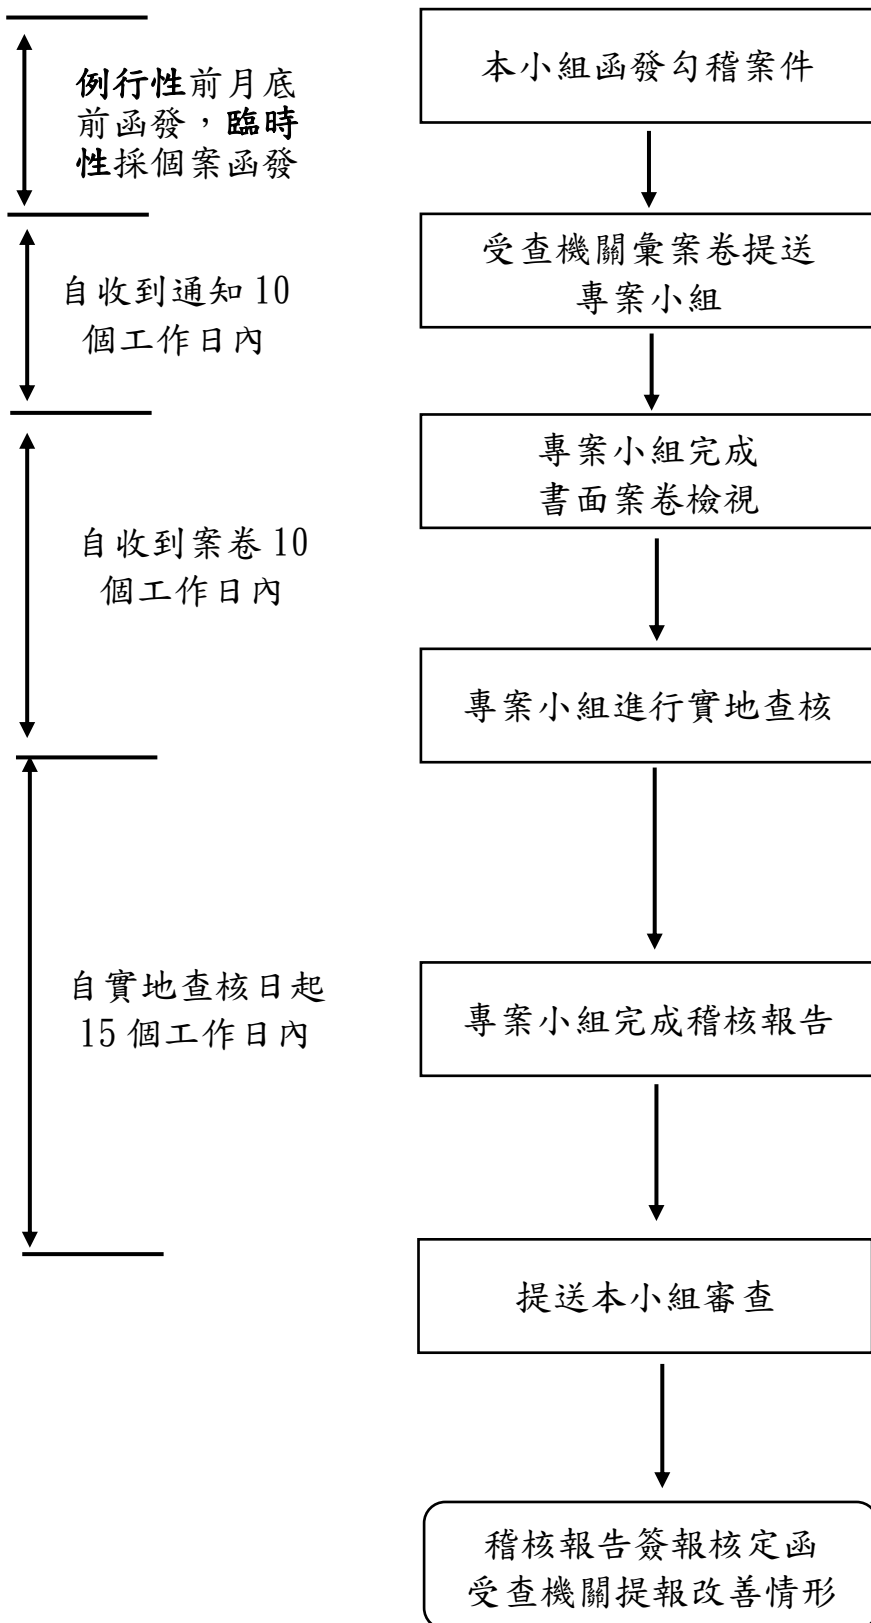 本小組函發勾稽案件
例行性前月底
前函發，臨時
性採個案函發
受查機關彙案卷提送
專案小組
自收到通知 10
個工作日內
專案小組完成
書面案卷檢視
自收到案卷 10
個工作日內
專案小組進行實地查核
自實地查核日起
15 個工作日內
專案小組完成稽核報告
提送本小組審查
稽核報告簽報核定函
受查機關提報改善情形